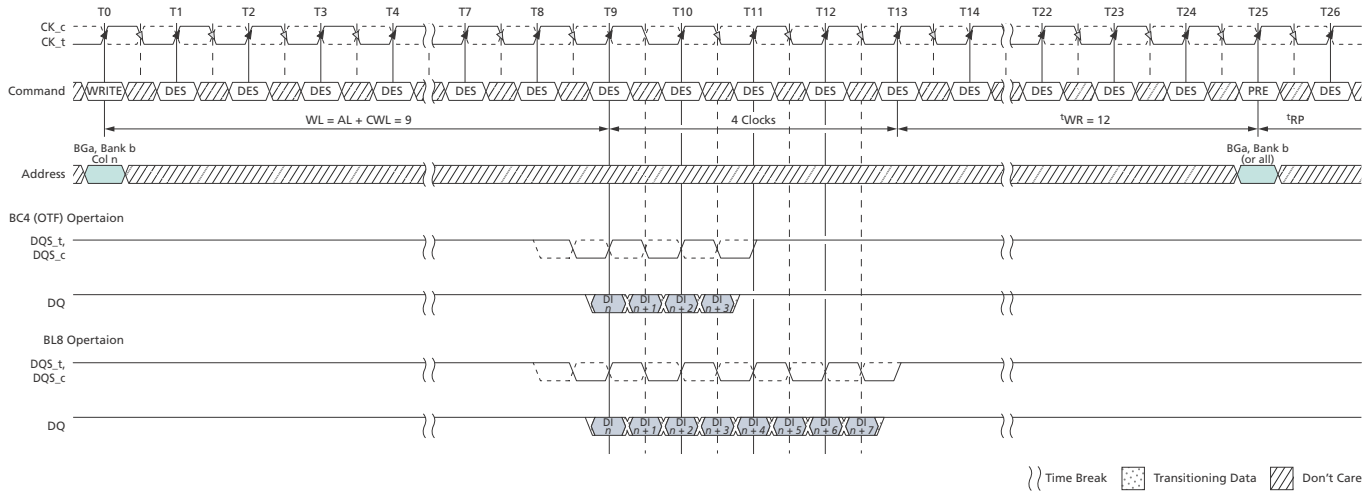 T0 T1 T2 T3 T4 T7 T8 T9 T10 T11 T12 T13 T14 T22 T23 T24 T25 T26
CK_c
CK_t
Command WRITE DES DES DES DES DES DES DES DES DES DES DES DES DES DES DES PRE DES
WL = AL + CWL = 9 4 Clocks tWR = 12 tRP
BGa, Bank b
Col n
BGa, Bank b
(or all)
Address
BC4 (OTF) Opertaion
DQS_t,
DQS_c
DQ DI n DI n + 1 DI n + 2 DI n + 3
BL8 Opertaion
DQS_t,
DQS_c
DQ DI n DI n + 1 DI n + 2 DI n + 3 DI n + 4 DI n + 5 DI n + 6 DI n + 7
Time Break Transitioning Data Don't Care